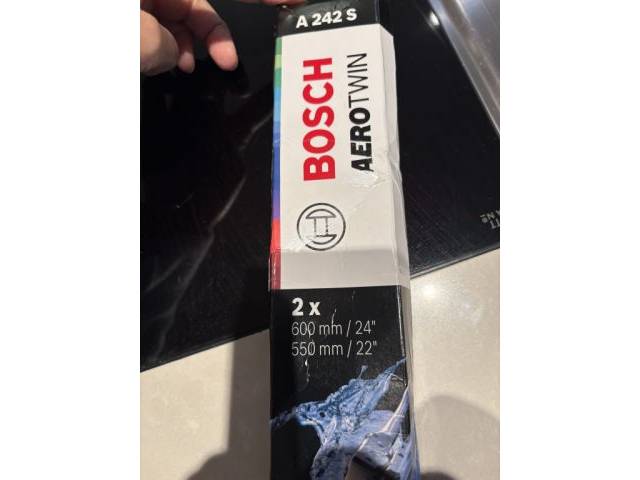 A 242 S
BOSCH
AEROTWIN
2 x
600 mm / 24"
550 mm / 22"